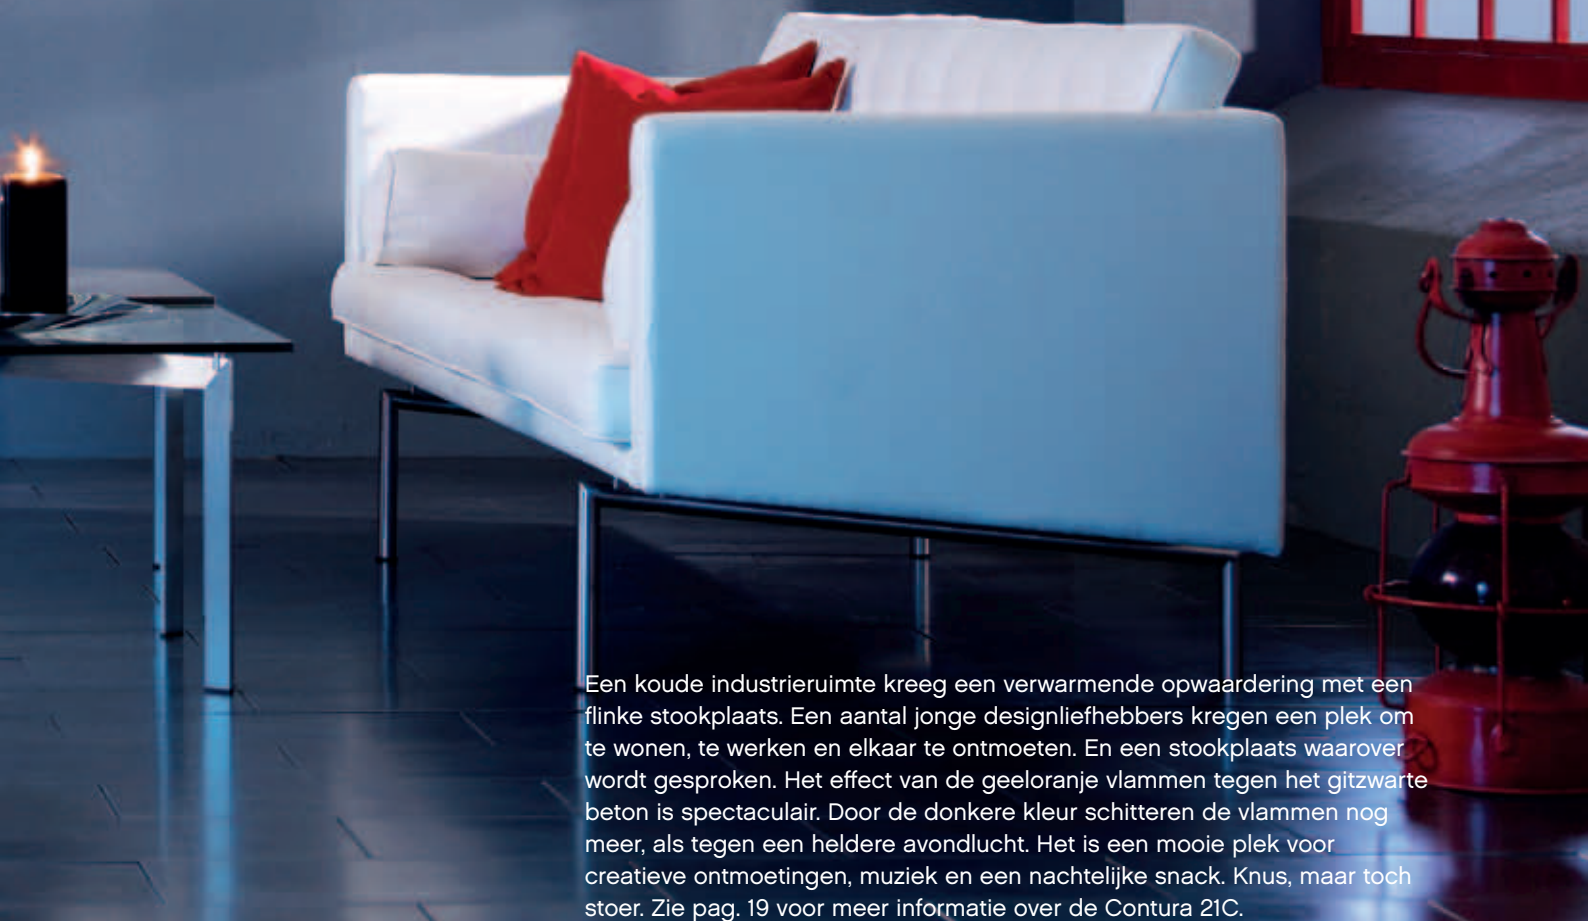 Een koude industrieruimte kreeg een verwarmende opwaardering met een
flinke stookplaats. Een aantal jonge designliefhebbers kregen een plek om
te wonen, te werken en elkaar te ontmoeten. En een stookplaats waarover
wordt gesproken. Het effect van de geeloranje vlammen tegen het gitzwarte
beton is spectaculair. Door de donkere kleur schitteren de vlammen nog
meer, als tegen een heldere avondlucht. Het is een mooie plek voor
creatieve ontmoetingen, muziek en een nachtelijke snack. Knus, maar toch
stoer. Zie pag. 19 voor meer informatie over de Contura 21C.